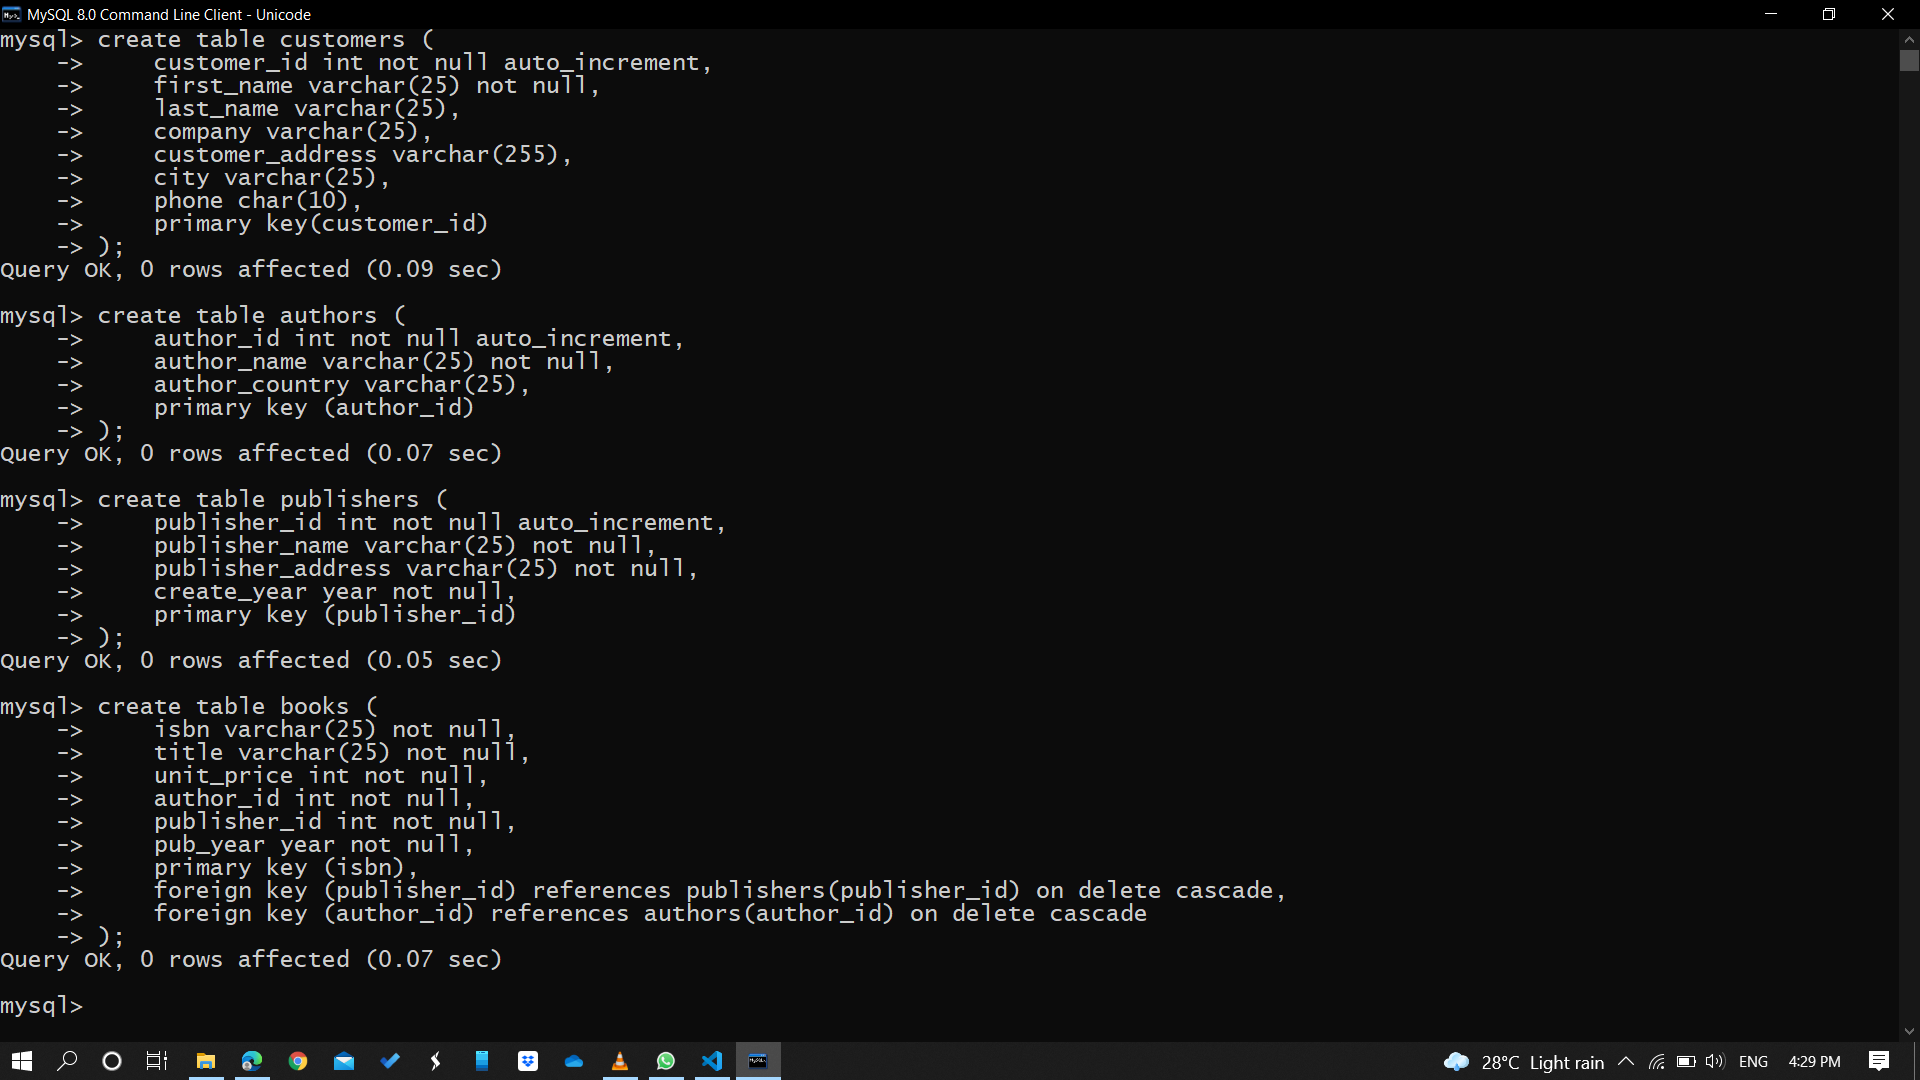 MySQL 8.0 Command Line Client - Unicode
mysql> create table customers (
    ->     customer_id int not null auto_increment,
    ->     first_name varchar(25) not null,
    ->     last_name varchar(25),
    ->     company varchar(25),
    ->     customer_address varchar(255),
    ->     city varchar(25),
    ->     phone char(10),
    ->     primary key(customer_id)
    -> );
Query OK, 0 rows affected (0.09 sec)

mysql> create table authors (
    ->     author_id int not null auto_increment,
    ->     author_name varchar(25) not null,
    ->     author_country varchar(25),
    ->     primary key (author_id)
    -> );
Query OK, 0 rows affected (0.07 sec)

mysql> create table publishers (
    ->     publisher_id int not null auto_increment,
    ->     publisher_name varchar(25) not null,
    ->     publisher_address varchar(25) not null,
    ->     create_year year not null,
    ->     primary key (publisher_id)
    -> );
Query OK, 0 rows affected (0.05 sec)

mysql> create table books (
    ->     isbn varchar(25) not null,
    ->     title varchar(25) not null,
    ->     unit_price int not null,
    ->     author_id int not null,
    ->     publisher_id int not null,
    ->     pub_year year not null,
    ->     primary key (isbn),
    ->     foreign key (publisher_id) references publishers(publisher_id) on delete cascade,
    ->     foreign key (author_id) references authors(author_id) on delete cascade
    -> );
Query OK, 0 rows affected (0.07 sec)

mysql>
28°C Light rain ENG 4:29 PM